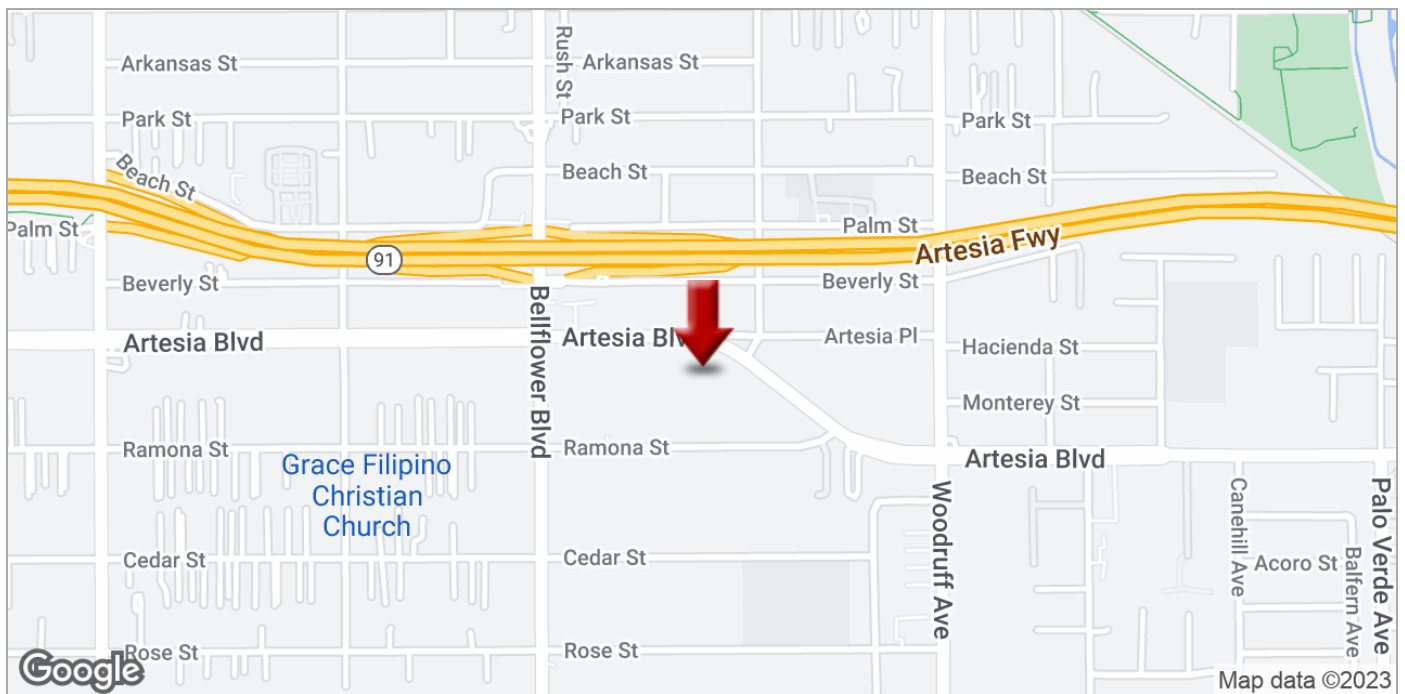 Arkansas St
Rush St
Arkansas St
Park St
Park St
Park St
Beach St
Beach St
Beach St
Palm St
Palm St
Artesia Fwy
91
Beverly St
Beverly St
Bellflower Blvd
Artesia Blvd
Artesia Blv
Artesia Pl
Hacienda St
Monterey St
Ramona St
Ramona St
Artesia Blvd
Grace Filipino
Christian
Church
Woodruff Ave
Canehill Ave
Palo Verde Ave
Cedar St
Cedar St
Acoro St
Balfern Ave
Rose St
Rose St
Google
Map data ©2023